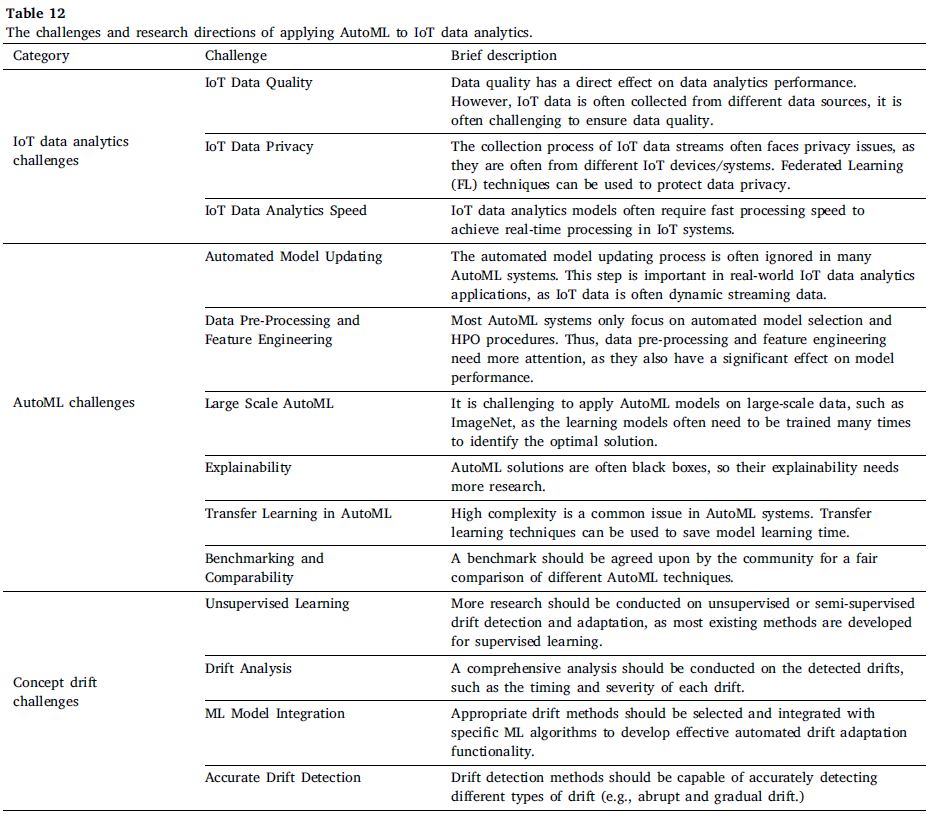 Table 12
The challenges and research directions of applying AutoML to IoT data analytics.
Category Challenge Brief description
IoT data analytics
challenges
IoT Data Quality
Data quality has a direct effect on data analytics performance.
However, IoT data is often collected from different data sources, it is
often challenging to ensure data quality.
IoT Data Privacy
The collection process of IoT data streams often faces privacy issues, as
they are often from different IoT devices/systems. Federated Learning
(FL) techniques can be used to protect data privacy.
IoT Data Analytics Speed
IoT data analytics models often require fast processing speed to
achieve real-time processing in IoT systems.
AutoML challenges
Automated Model Updating
The automated model updating process is often ignored in many
AutoML systems. This step is important in real-world IoT data analytics
applications, as IoT data is often dynamic streaming data.
Data Pre-Processing and
Feature Engineering
Most AutoML systems only focus on automated model selection and
HPO procedures. Thus, data pre-processing and feature engineering
need more attention, as they also have a significant effect on model
performance.
Large Scale AutoML
It is challenging to apply AutoML models on large-scale data, such as
ImageNet, as the learning models often need to be trained many times
to identify the optimal solution.
Explainability
AutoML solutions are often black boxes, so their explainability needs
more research.
Transfer Learning in AutoML
High complexity is a common issue in AutoML systems. Transfer
learning techniques can be used to save model learning time.
Benchmarking and
Comparability
A benchmark should be agreed upon by the community for a fair
comparison of different AutoML techniques.
Concept drift
challenges
Unsupervised Learning
More research should be conducted on unsupervised or semi-supervised
drift detection and adaptation, as most existing methods are developed
for supervised learning.
Drift Analysis
A comprehensive analysis should be conducted on the detected drifts,
such as the timing and severity of each drift.
ML Model Integration
Appropriate drift methods should be selected and integrated with
specific ML algorithms to develop effective automated drift adaptation
functionality.
Accurate Drift Detection
Drift detection methods should be capable of accurately detecting
different types of drift (e.g., abrupt and gradual drift.)